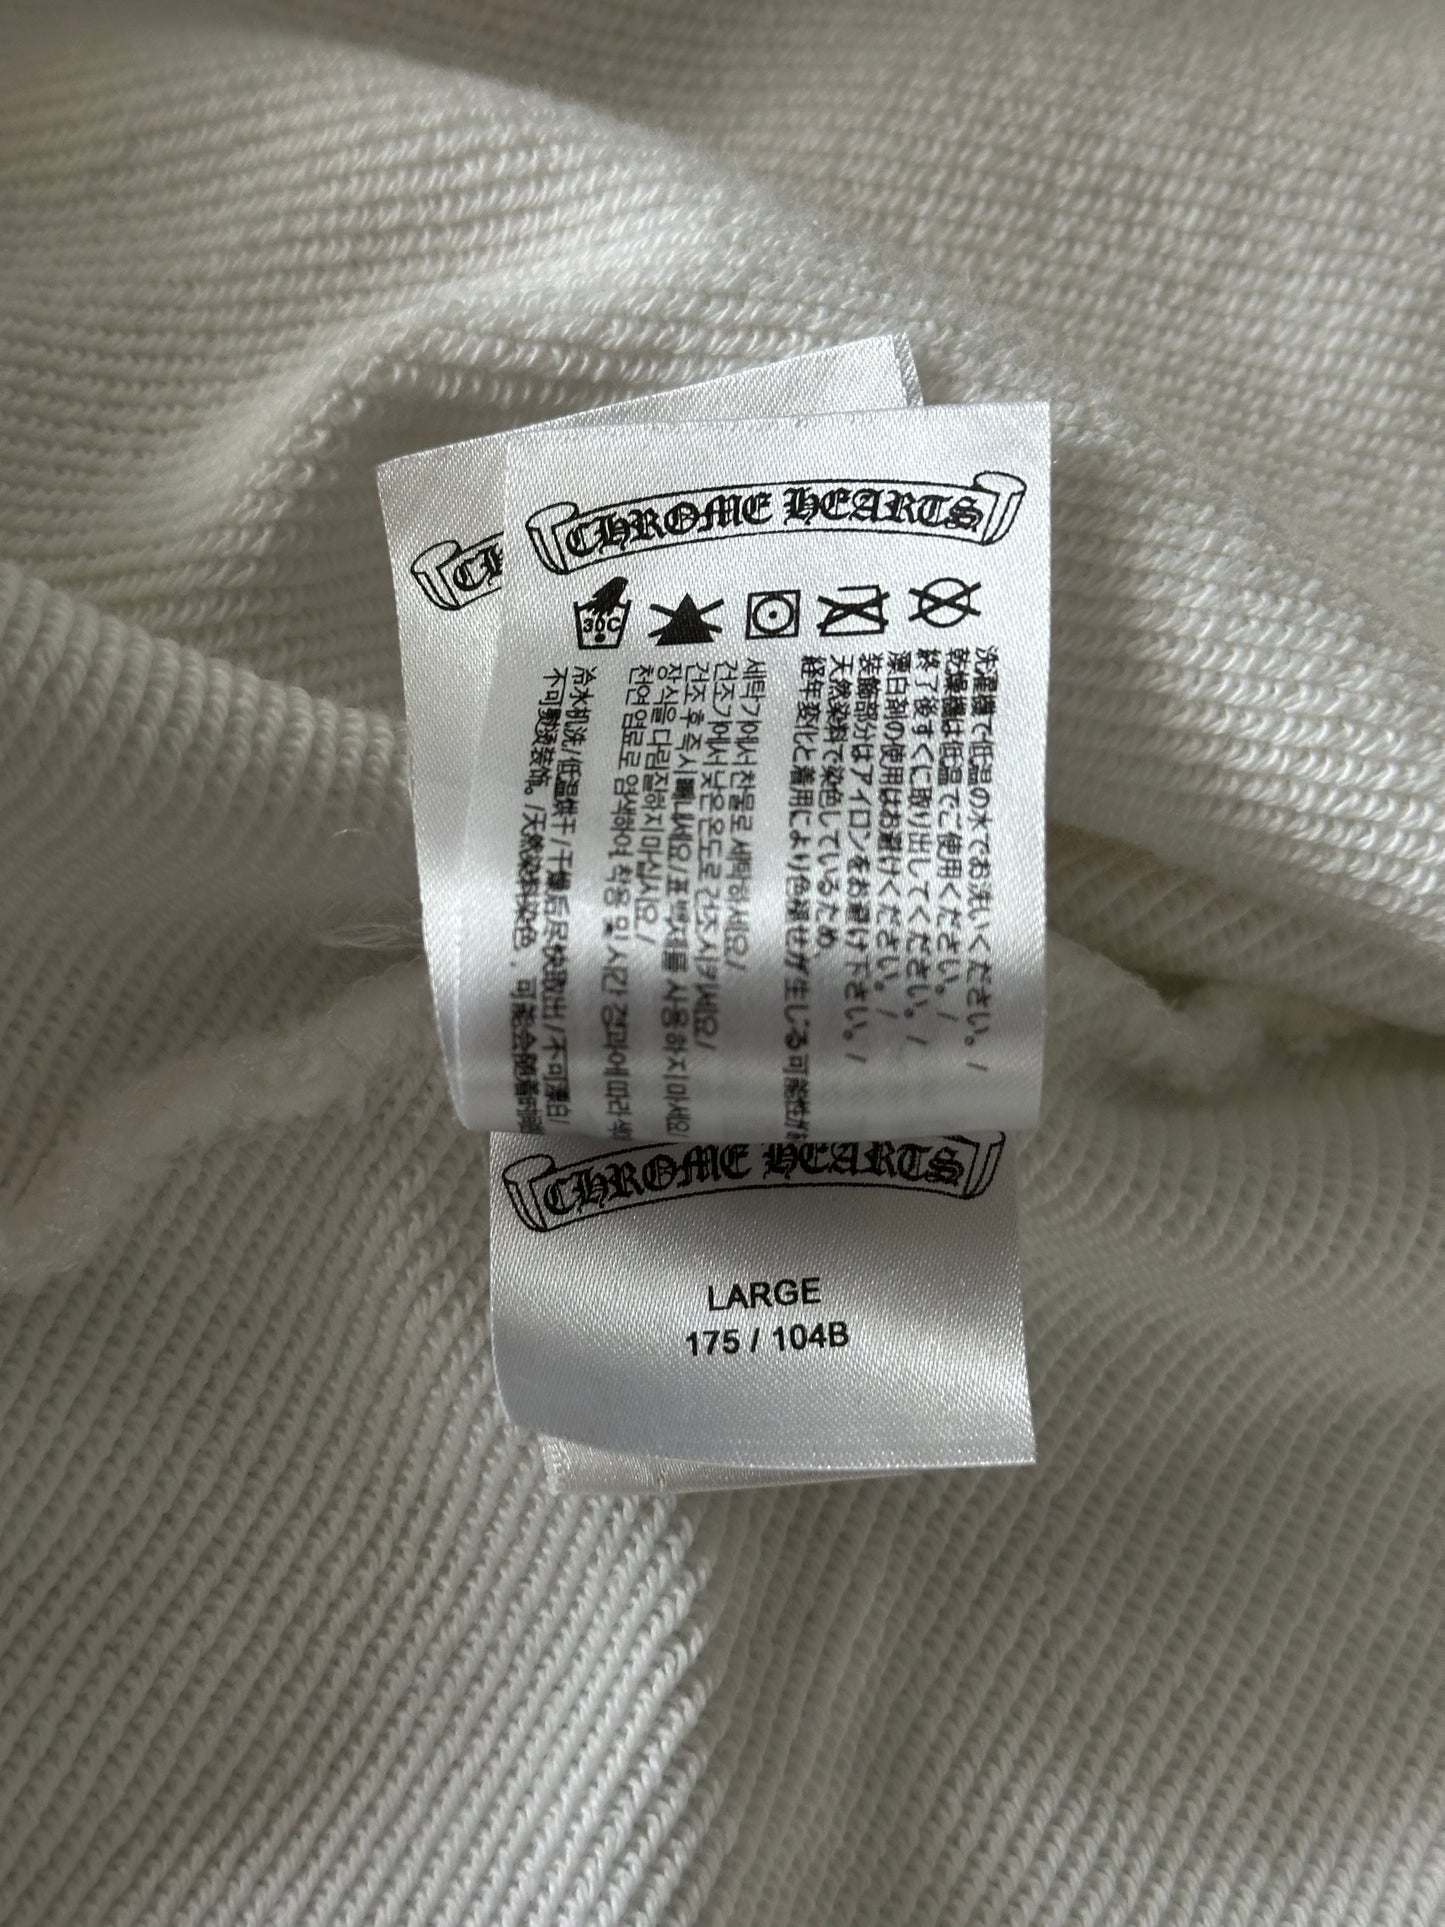 CHROME HEARTS
CH
30C
洗濯機で低温の水でお洗いください。/
乾燥機は低温でご使用ください。/
終了後すぐに取り出してください。/
漂白剤の使用はお避けください。/
装飾部分はアイロンをお避け下さい。/
天然染料で染色しているため、
経年変化と着用により色褪せが生じる可能性が
세탁기에서 찬물로 세탁하세요/
건조기에서 낮은 온도로 건조시키세요/
건조 후 즉시 빼내세요/표백제를 사용하지 마세요/
장식을 다림질하지 마십시오/
천연 염료로 염색하여 착용 및 시간 경과에 따라
冷水机洗/低温烘干/干燥后尽快取出/不可漂白/
不可熨烫装饰。/天然染料染色，可能会随着时间
CHROME HEARTS
LARGE
175 / 104B